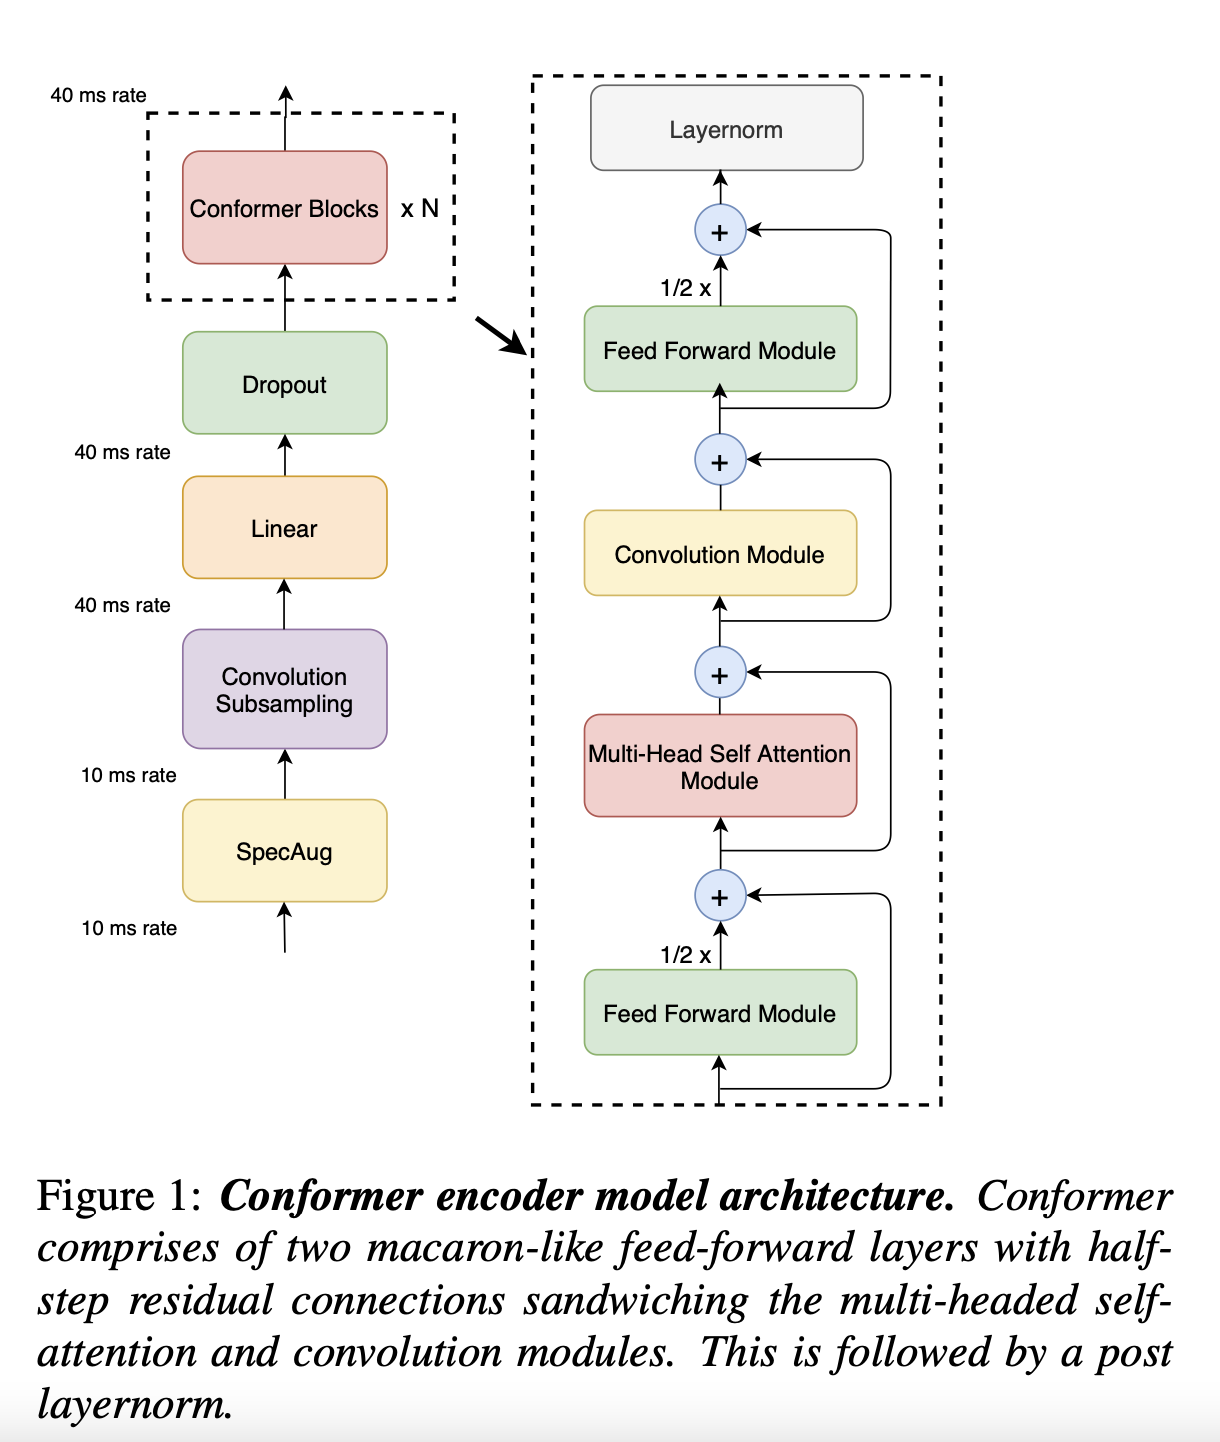 40 ms rate
Conformer Blocks
x N
Dropout
40 ms rate
Linear
40 ms rate
Convolution
Subsampling
10 ms rate
SpecAug
10 ms rate
Layernorm
+
1/2 x
Feed Forward Module
+
Convolution Module
+
Multi-Head Self Attention
Module
+
1/2 x
Feed Forward Module
Figure 1: Conformer encoder model architecture. Conformer
comprises of two macaron-like feed-forward layers with half-
step residual connections sandwiching the multi-headed self-
attention and convolution modules. This is followed by a post
layernorm.